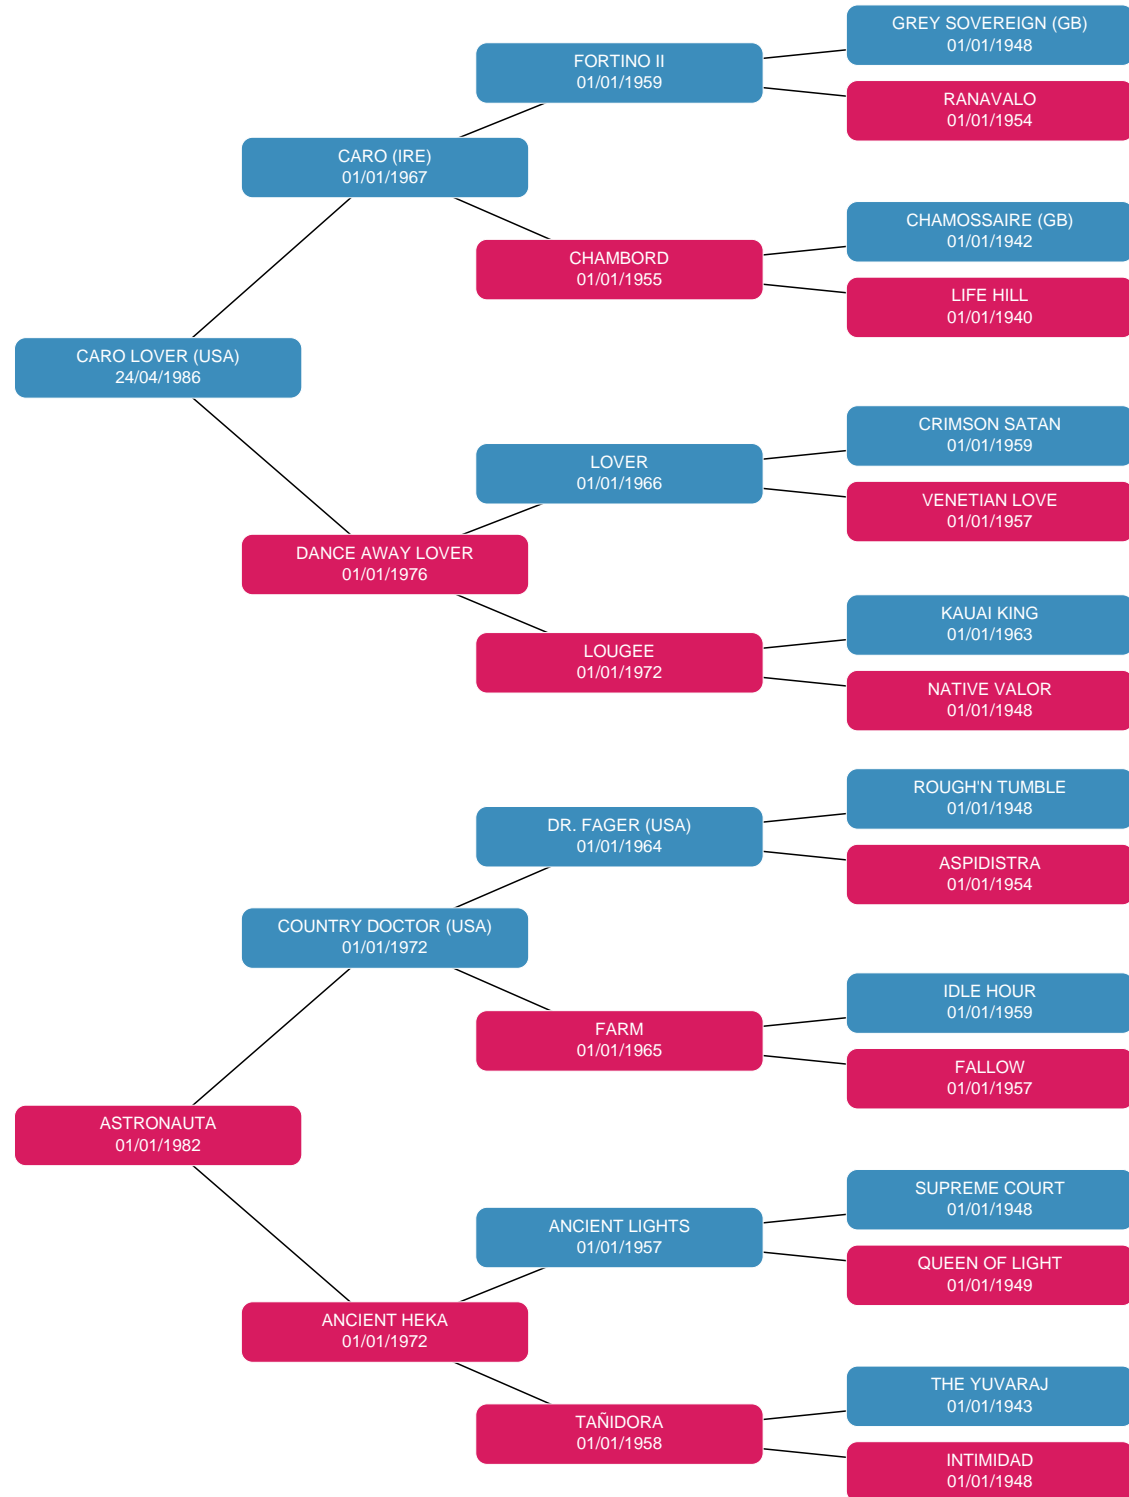 GREY SOVEREIGN (GB)
01/01/1948
FORTINO II
01/01/1959
RANAVALO
01/01/1954
CARO (IRE)
01/01/1967
CHAMOSSAIRE (GB)
01/01/1942
CHAMBORD
01/01/1955
LIFE HILL
01/01/1940
CARO LOVER (USA)
24/04/1986
CRIMSON SATAN
01/01/1959
LOVER
01/01/1966
VENETIAN LOVE
01/01/1957
DANCE AWAY LOVER
01/01/1976
KAUAI KING
01/01/1963
LOUGEE
01/01/1972
NATIVE VALOR
01/01/1948
ROUGH'N TUMBLE
01/01/1948
DR. FAGER (USA)
01/01/1964
ASPIDISTRA
01/01/1954
COUNTRY DOCTOR (USA)
01/01/1972
IDLE HOUR
01/01/1959
FARM
01/01/1965
FALLOW
01/01/1957
ASTRONAUTA
01/01/1982
SUPREME COURT
01/01/1948
ANCIENT LIGHTS
01/01/1957
QUEEN OF LIGHT
01/01/1949
ANCIENT HEKA
01/01/1972
THE YUVARAJ
01/01/1943
TAÑIDORA
01/01/1958
INTIMIDAD
01/01/1948